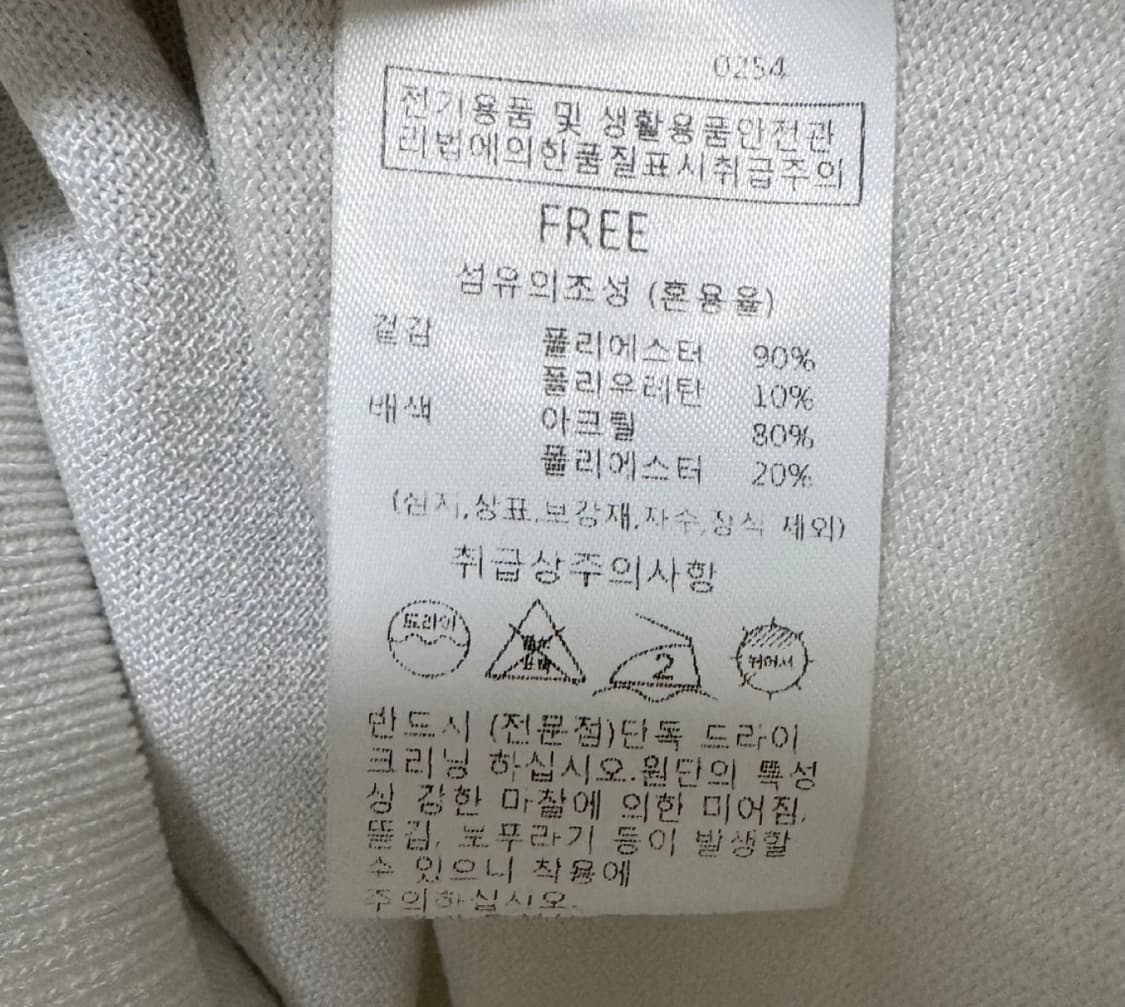 0254
전기용품 및 생활용품안전관
리법에의한품질표시취급주의
FREE
섬유의조성 (혼용율)
겉감 폴리에스터 90%
폴리우레탄 10%
배색 아크릴 80%
폴리에스터 20%
(심지,상표,보강재,자수,장식 제외)
취급상주의사항
드라이
표백
2
뉘어서
반드시 (전문점)단독 드라이
크리닝 하십시오.원단의 특성
상 강한 마찰에 의한 미어짐,
뜯김, 보푸라기 등이 발생할
수 있으니 착용에
주의하십시오.